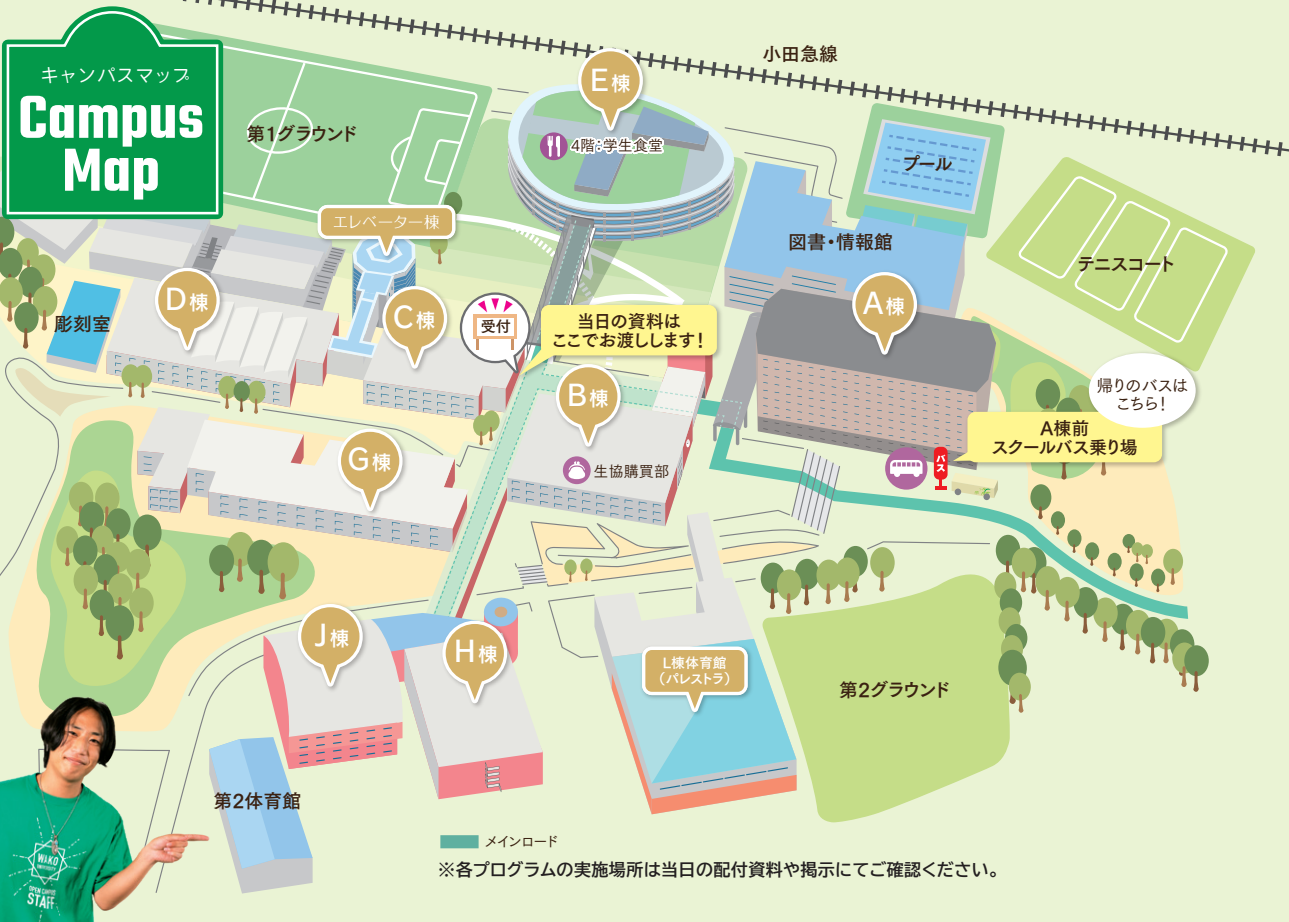 キャンパスマップ
Campus
Map
小田急線
E棟
4階:学生食堂
第1グラウンド
プール
エレベーター棟
図書・情報館
テニスコート
D棟
彫刻室
C棟
受付
当日の資料は
ここでお渡しします!
A棟
帰りのバスは
こちら!
A棟前
スクールバス乗り場
バス
B棟
生協購買部
G棟
J棟
H棟
L棟体育館
(パレストラ)
第2グラウンド
第2体育館
WAKO
UNIVERSITY
OPEN CAMPUS
STAFF
メインロード
※各プログラムの実施場所は当日の配付資料や掲示にてご確認ください。